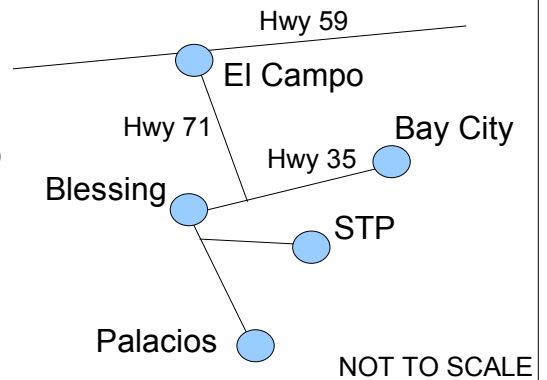 Hwy 59
El Campo
Hwy 71
Bay City
Hwy 35
Blessing
STP
Palacios
NOT TO SCALE